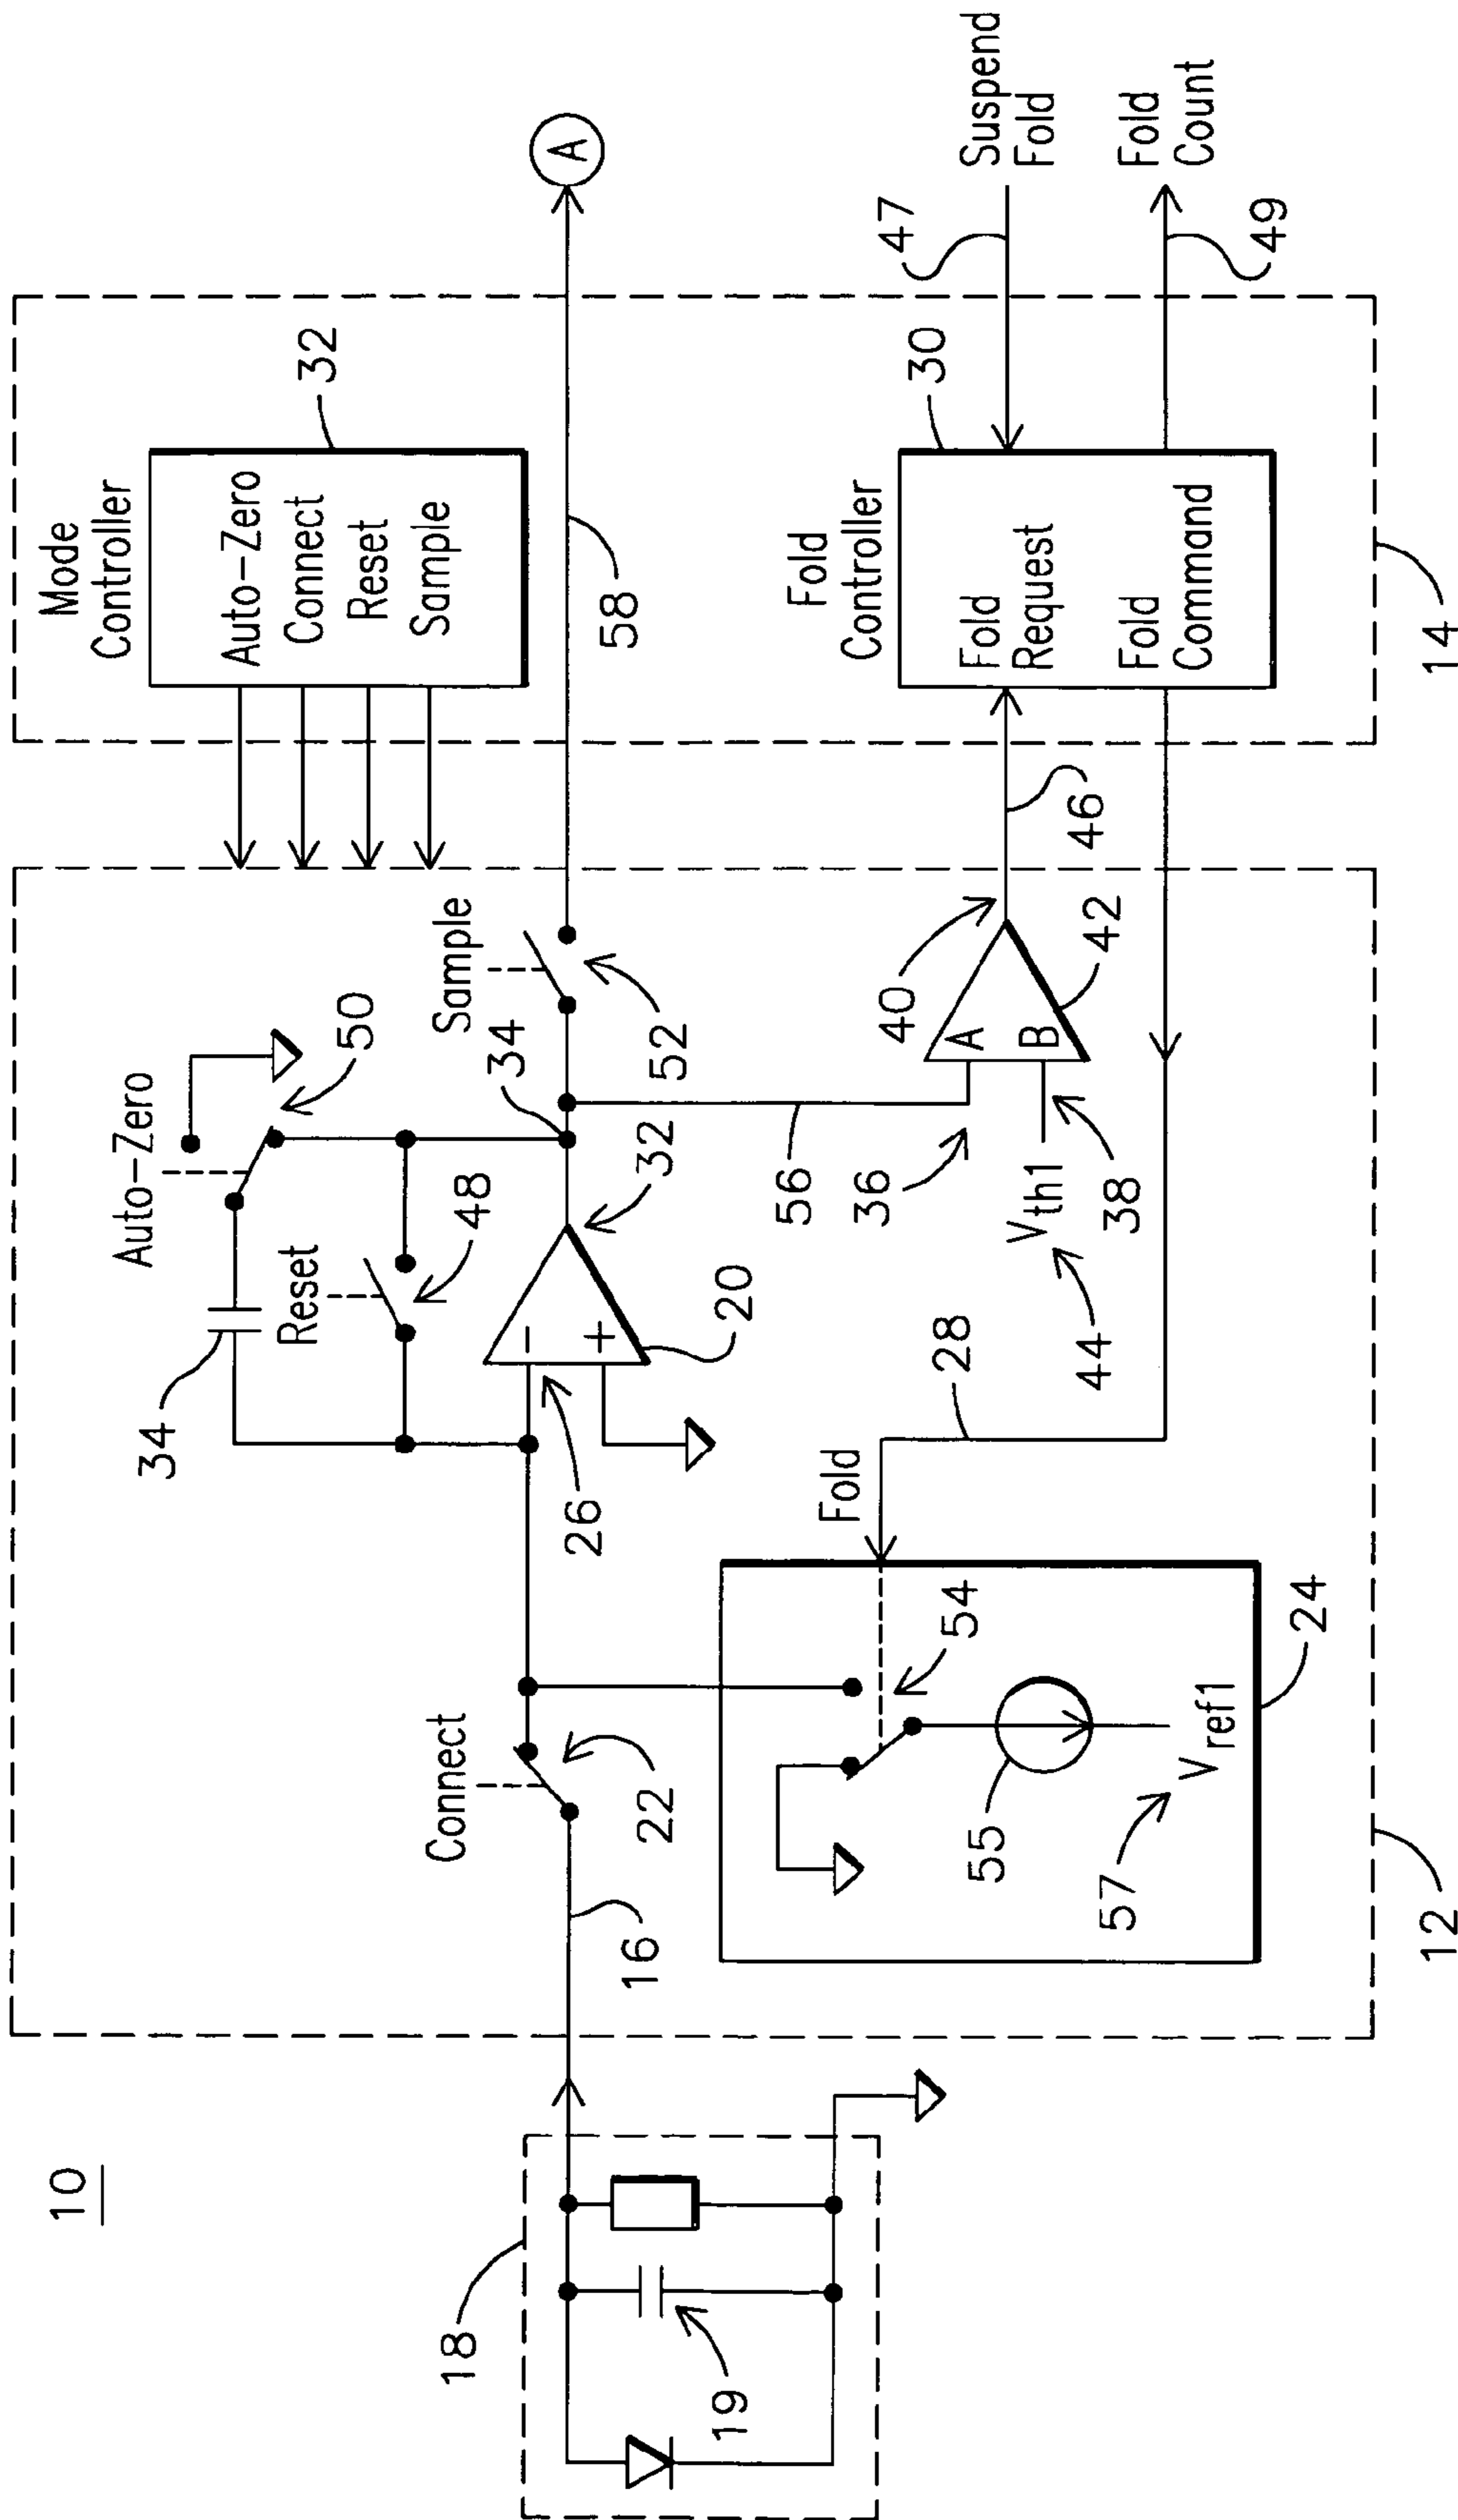 10
18
19
16
Connect
22
Auto-Zero
50
34
Reset
48
Sample
34
52
26
−
+
32
20
Fold
54
55
57
Vref1
24
28
56
36
A
B
Vth1
38
44
40
42
46
12
Mode
Controller
Auto-Zero
Connect
Reset
Sample
32
58
A
Fold
Controller
30
Fold
Request
Fold
Command
47
Suspend
Fold
Fold
Count
49
14